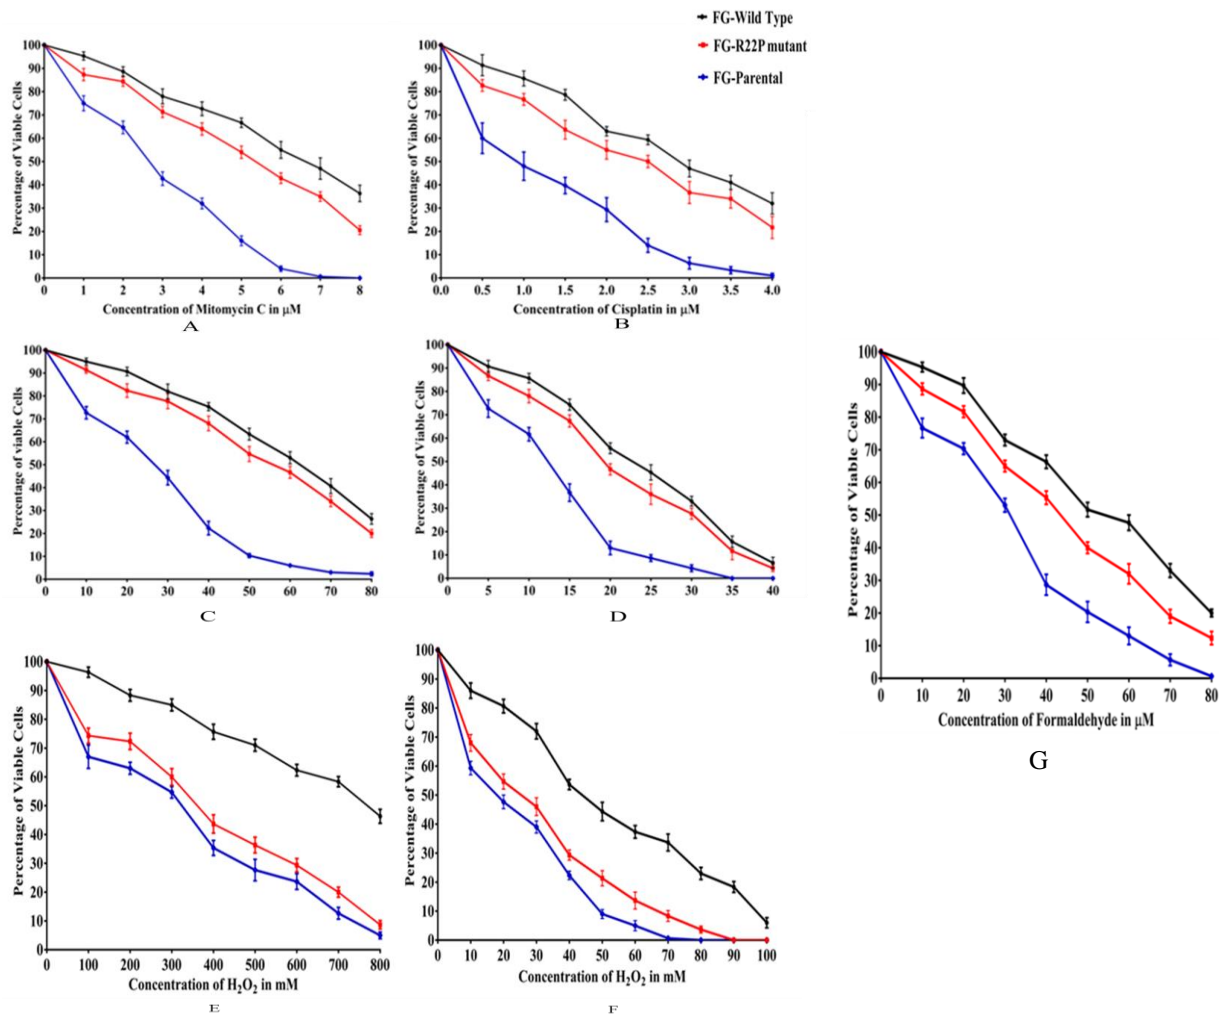 FG-Wild Type
FG-R22P mutant
FG-Parental
Percentage of Viable Cells
100
90
80
70
60
50
40
30
20
10
0
0 1 2 3 4 5 6 7 8
Concentration of Mitomycin C in μM
A
Percentage of Viable Cells
100
90
80
70
60
50
40
30
20
10
0
0.0 0.5 1.0 1.5 2.0 2.5 3.0 3.5 4.0
Concentration of Cisplatin in μM
B
Percentage of viable Cells
100
90
80
70
60
50
40
30
20
10
0
0 10 20 30 40 50 60 70 80
C
Percentage of Viable Cells
100
90
80
70
60
50
40
30
20
10
0
0 5 10 15 20 25 30 35 40
D
Percentage of Viable Cells
100
90
80
70
60
50
40
30
20
10
0
0 10 20 30 40 50 60 70 80
Concentration of Formaldehyde in μM
G
Percentage of Viable Cells
100
90
80
70
60
50
40
30
20
10
0
0 100 200 300 400 500 600 700 800
Concentration of H₂O₂ in mM
E
Percentage of Viable Cells
100
90
80
70
60
50
40
30
20
10
0
0 10 20 30 40 50 60 70 80 90 100
Concentration of H₂O₂ in mM
F